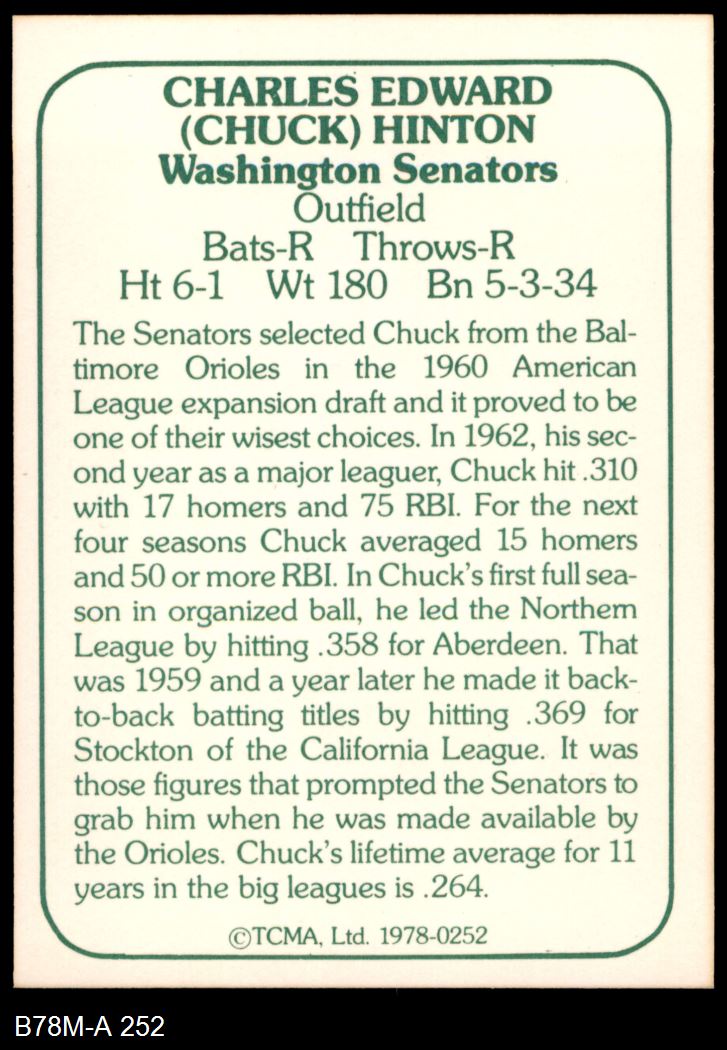 CHARLES EDWARD
(CHUCK) HINTON
Washington Senators
Outfield
Bats-R Throws-R
Ht 6-1 Wt 180 Bn 5-3-34
The Senators selected Chuck from the Bal-
timore Orioles in the 1960 American
League expansion draft and it proved to be
one of their wisest choices. In 1962, his sec-
ond year as a major leaguer, Chuck hit .310
with 17 homers and 75 RBI. For the next
four seasons Chuck averaged 15 homers
and 50 or more RBI. In Chuck's first full sea-
son in organized ball, he led the Northern
League by hitting .358 for Aberdeen. That
was 1959 and a year later he made it back-
to-back batting titles by hitting .369 for
Stockton of the California League. It was
those figures that prompted the Senators to
grab him when he was made available by
the Orioles. Chuck's lifetime average for 11
years in the big leagues is .264.
©TCMA, Ltd. 1978-0252
B78M-A 252